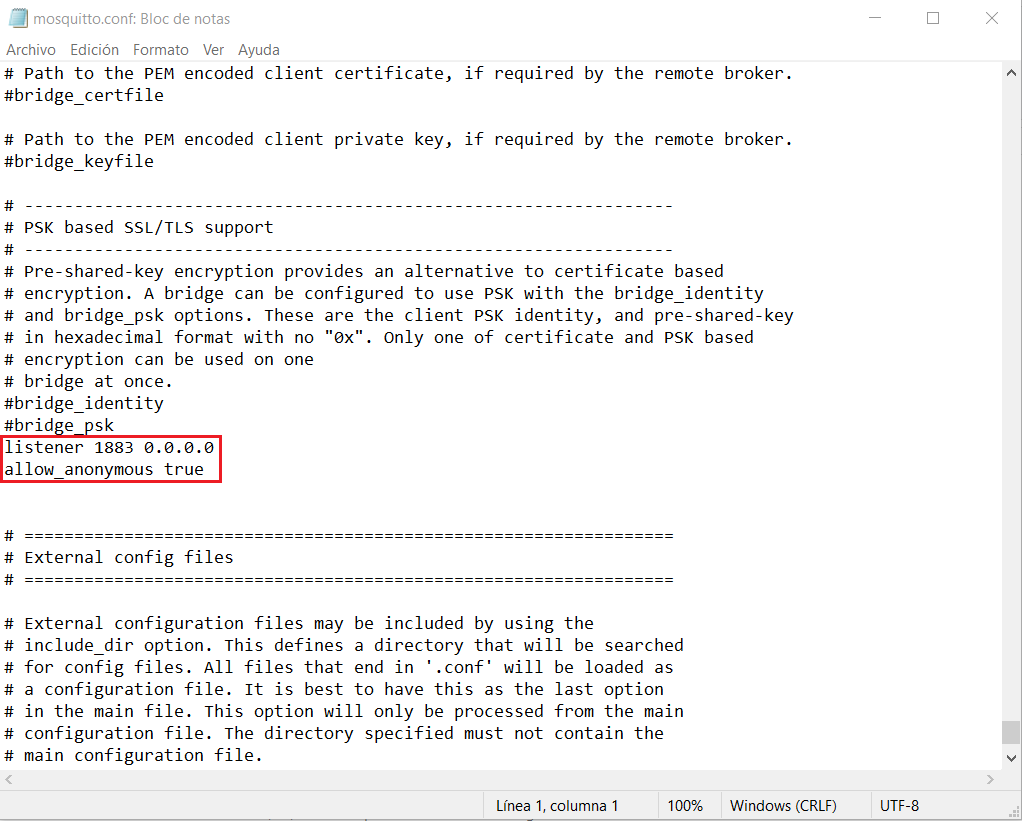 mosquitto.conf: Bloc de notas
Archivo Edición Formato Ver Ayuda
# Path to the PEM encoded client certificate, if required by the remote broker.
#bridge_certfile
# Path to the PEM encoded client private key, if required by the remote broker.
#bridge_keyfile
# -----------------------------------------------------------------
# PSK based SSL/TLS support
# -----------------------------------------------------------------
# Pre-shared-key encryption provides an alternative to certificate based
# encryption. A bridge can be configured to use PSK with the bridge_identity
# and bridge_psk options. These are the client PSK identity, and pre-shared-key
# in hexadecimal format with no "0x". Only one of certificate and PSK based
# encryption can be used on one
# bridge at once.
#bridge_identity
#bridge_psk
listener 1883 0.0.0.0
allow_anonymous true
# =================================================================
# External config files
# =================================================================
# External configuration files may be included by using the
# include_dir option. This defines a directory that will be searched
# for config files. All files that end in '.conf' will be loaded as
# a configuration file. It is best to have this as the last option
# in the main file. This option will only be processed from the main
# configuration file. The directory specified must not contain the
# main configuration file.
Línea 1, columna 1 100% Windows (CRLF) UTF-8